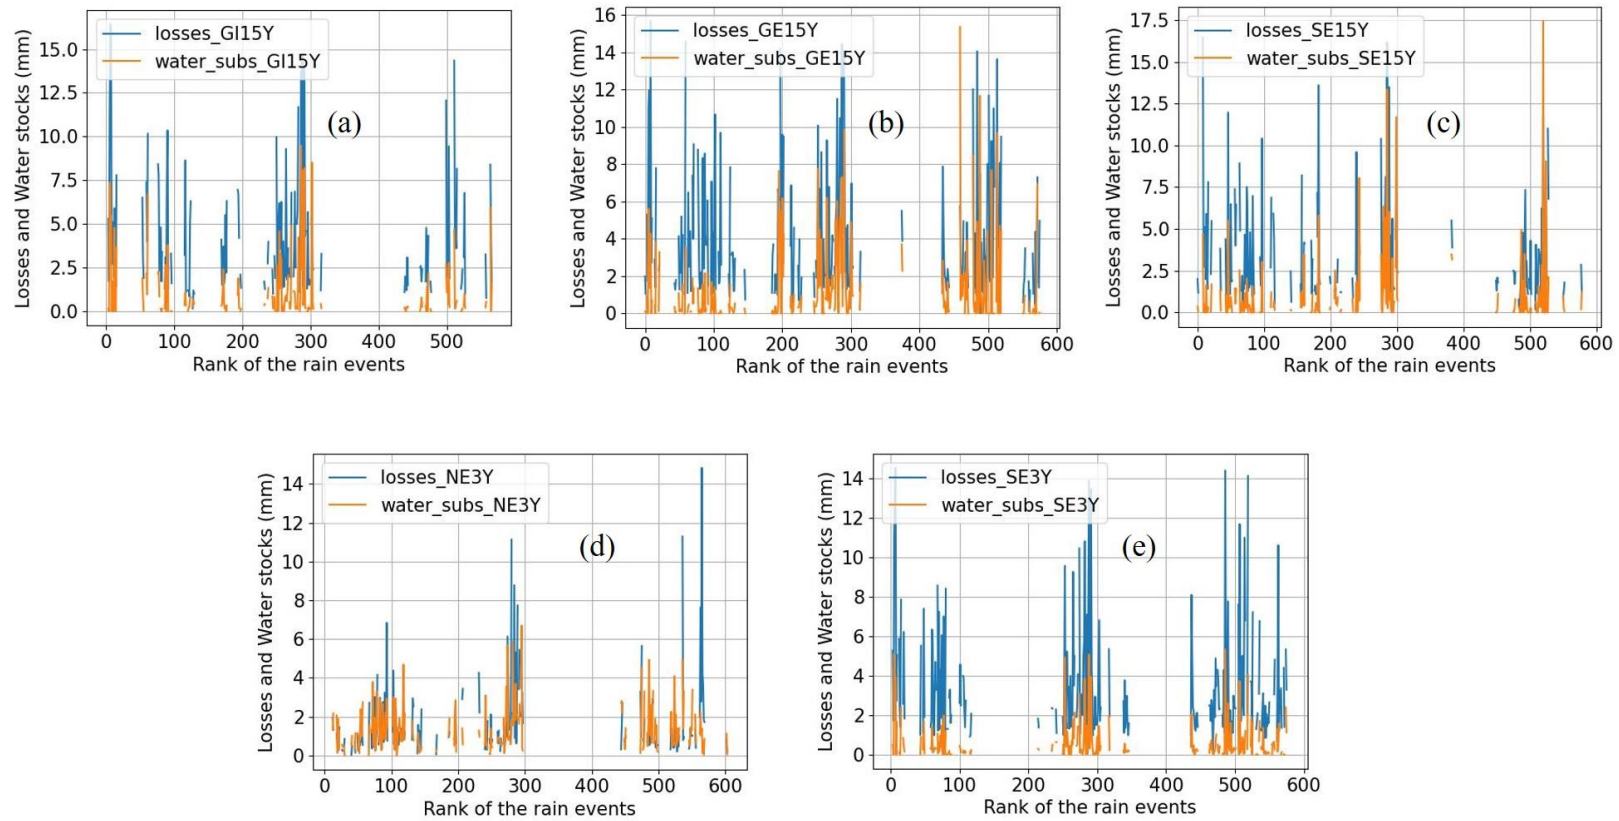 losses_GI15Y
water_subs_GI15Y
(a)
Losses and Water stocks (mm)
15.0
12.5
10.0
7.5
5.0
2.5
0.0
0 100 200 300 400 500
Rank of the rain events
losses_GE15Y
water_subs_GE15Y
(b)
Losses and Water stocks (mm)
16
14
12
10
8
6
4
2
0
0 100 200 300 400 500 600
Rank of the rain events
losses_SE15Y
water_subs_SE15Y
(c)
Losses and Water stocks (mm)
17.5
15.0
12.5
10.0
7.5
5.0
2.5
0.0
0 100 200 300 400 500 600
Rank of the rain events
losses_NE3Y
water_subs_NE3Y
(d)
Losses and Water stocks (mm)
14
12
10
8
6
4
2
0
0 100 200 300 400 500 600
Rank of the rain events
losses_SE3Y
water_subs_SE3Y
(e)
Losses and Water stocks (mm)
14
12
10
8
6
4
2
0
0 100 200 300 400 500 600
Rank of the rain events